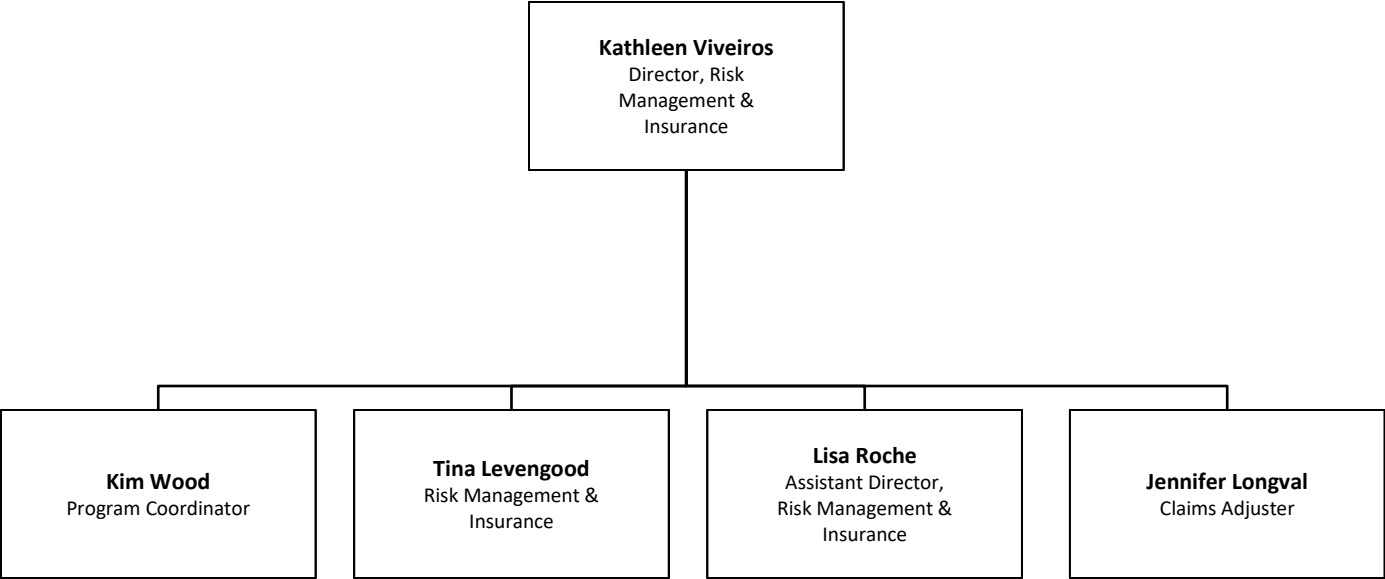 Kathleen Viveiros
Director, Risk
Management &
Insurance
Kim Wood
Program Coordinator
Tina Levengood
Risk Management &
Insurance
Lisa Roche
Assistant Director,
Risk Management &
Insurance
Jennifer Longval
Claims Adjuster